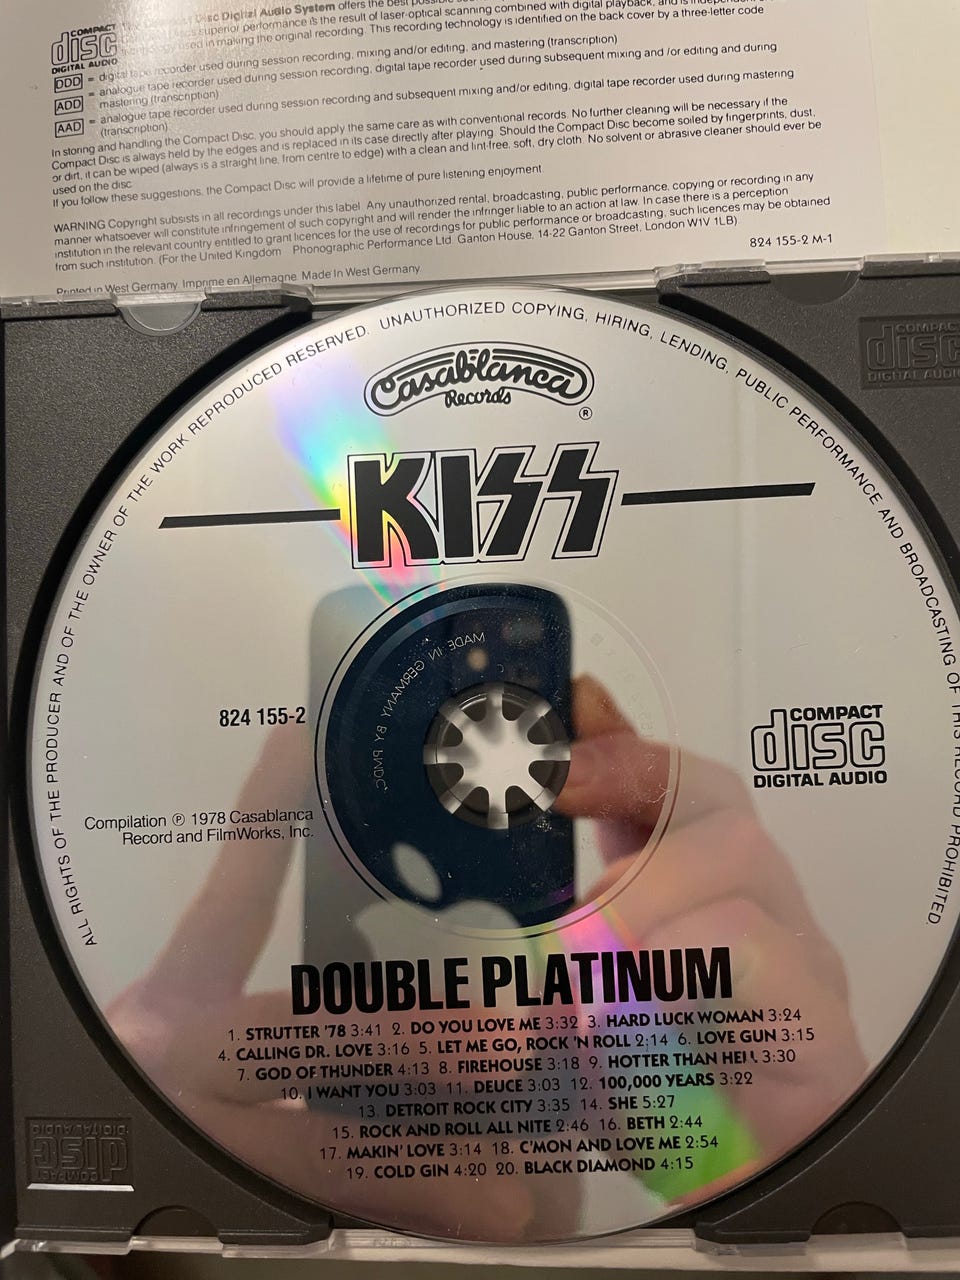 Compact Disc Digital Audio System offers the best possible
superior performance is the result of laser-optical scanning combined with digital playback, and is
used in making the original recording. This recording technology is identified on the back cover by a three-letter code
COMPACT
disc
DIGITAL AUDIO
DDD = digital tape recorder used during session recording, mixing and/or editing, and mastering (transcription)
ADD = analogue tape recorder used during session recording, digital tape recorder used during subsequent mixing and /or editing and during
mastering (transcription)
AAD = analogue tape recorder used during session recording and subsequent mixing and/or editing, digital tape recorder used during mastering
(transcription)
In storing and handling the Compact Disc, you should apply the same care as with conventional records. No further cleaning will be necessary if the
Compact Disc is always held by the edges and is replaced in its case directly after playing. Should the Compact Disc become soiled by fingerprints, dust,
or dirt, it can be wiped (always is a straight line, from centre to edge) with a clean and lint-free, soft, dry cloth. No solvent or abrasive cleaner should ever be
used on the disc
If you follow these suggestions, the Compact Disc will provide a lifetime of pure listening enjoyment
WARNING Copyright subsists in all recordings under this label. Any unauthorized rental, broadcasting, public performance, copying or recording in any
manner whatsoever will constitute infringement of such copyright and will render the infringer liable to an action at law. In case there is a perception
institution in the relevant country entitled to grant licences for the use of recordings for public performance or broadcasting, such licences may be obtained
from such institution. (For the United Kingdom Phonographic Performance Ltd. Ganton House, 14-22 Ganton Street, London W1V 1LB)
824 155-2 M-1
Printed in West Germany. Imprime en Allemagne. Made In West Germany
COMPACT
disc
DIGITAL AUDIO
ALL RIGHTS OF THE PRODUCER AND OF THE OWNER OF THE WORK REPRODUCED RESERVED. UNAUTHORIZED COPYING, HIRING, LENDING, PUBLIC PERFORMANCE AND BROADCASTING OF THIS RECORD PROHIBITED.
Casablanca
Records
®
KISS
MADE IN GERMANY BY PMDC
824 155-2
COMPACT
disc
DIGITAL AUDIO
Compilation ℗ 1978 Casablanca
Record and FilmWorks, Inc.
DOUBLE PLATINUM
1. STRUTTER '78 3:41 2. DO YOU LOVE ME 3:32 3. HARD LUCK WOMAN 3:24
4. CALLING DR. LOVE 3:16 5. LET ME GO, ROCK 'N ROLL 2:14 6. LOVE GUN 3:15
7. GOD OF THUNDER 4:13 8. FIREHOUSE 3:18 9. HOTTER THAN HELL 3:30
10. I WANT YOU 3:03 11. DEUCE 3:03 12. 100,000 YEARS 3:22
13. DETROIT ROCK CITY 3:35 14. SHE 5:27
15. ROCK AND ROLL ALL NITE 2:46 16. BETH 2:44
17. MAKIN' LOVE 3:14 18. C'MON AND LOVE ME 2:54
19. COLD GIN 4:20 20. BLACK DIAMOND 4:15
COMPACT
disc
DIGITAL AUDIO